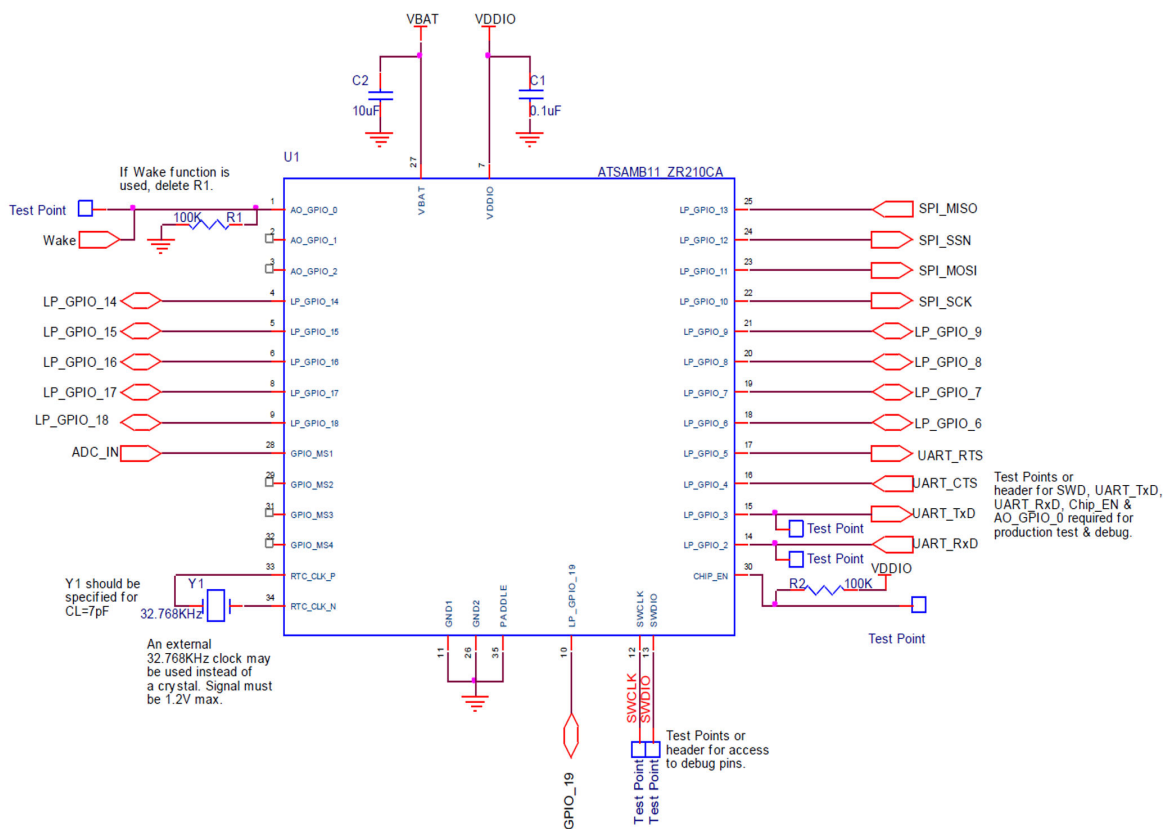 VBAT
VDDIO
C2
10uF
C1
0.1uF
U1
27
7
ATSAMB11_ZR210CA
VBAT
VDDIO
If Wake function is
used, delete R1.
Test Point
100K
R1
Wake
1
AO_GPIO_0
2
AO_GPIO_1
3
AO_GPIO_2
LP_GPIO_14
4
LP_GPIO_14
LP_GPIO_15
5
LP_GPIO_15
LP_GPIO_16
6
LP_GPIO_16
LP_GPIO_17
8
LP_GPIO_17
LP_GPIO_18
9
LP_GPIO_18
ADC_IN
28
GPIO_MS1
29
GPIO_MS2
31
GPIO_MS3
32
GPIO_MS4
33
RTC_CLK_P
34
RTC_CLK_N
Y1 should be
specified for
CL=7pF
Y1
32.768KHz
An external
32.768KHz clock may
be used instead of
a crystal. Signal must
be 1.2V max.
LP_GPIO_13
25
SPI_MISO
LP_GPIO_12
24
SPI_SSN
LP_GPIO_11
23
SPI_MOSI
LP_GPIO_10
22
SPI_SCK
LP_GPIO_9
21
LP_GPIO_9
LP_GPIO_8
20
LP_GPIO_8
LP_GPIO_7
19
LP_GPIO_7
LP_GPIO_6
18
LP_GPIO_6
LP_GPIO_5
17
UART_RTS
LP_GPIO_4
16
UART_CTS
LP_GPIO_3
15
UART_TxD
Test Point
LP_GPIO_2
14
UART_RxD
Test Point
CHIP_EN
30
R2
100K
VDDIO
Test Point
Test Points or
header for SWD, UART_TxD,
UART_RxD, Chip_EN &
AO_GPIO_0 required for
production test & debug.
GND1
GND2
PADDLE
LP_GPIO_19
SWCLK
SWDIO
11
26
35
10
12
13
SWCLK
SWDIO
Test Point
Test Point
GPIO_19
Test Points or
header for access
to debug pins.